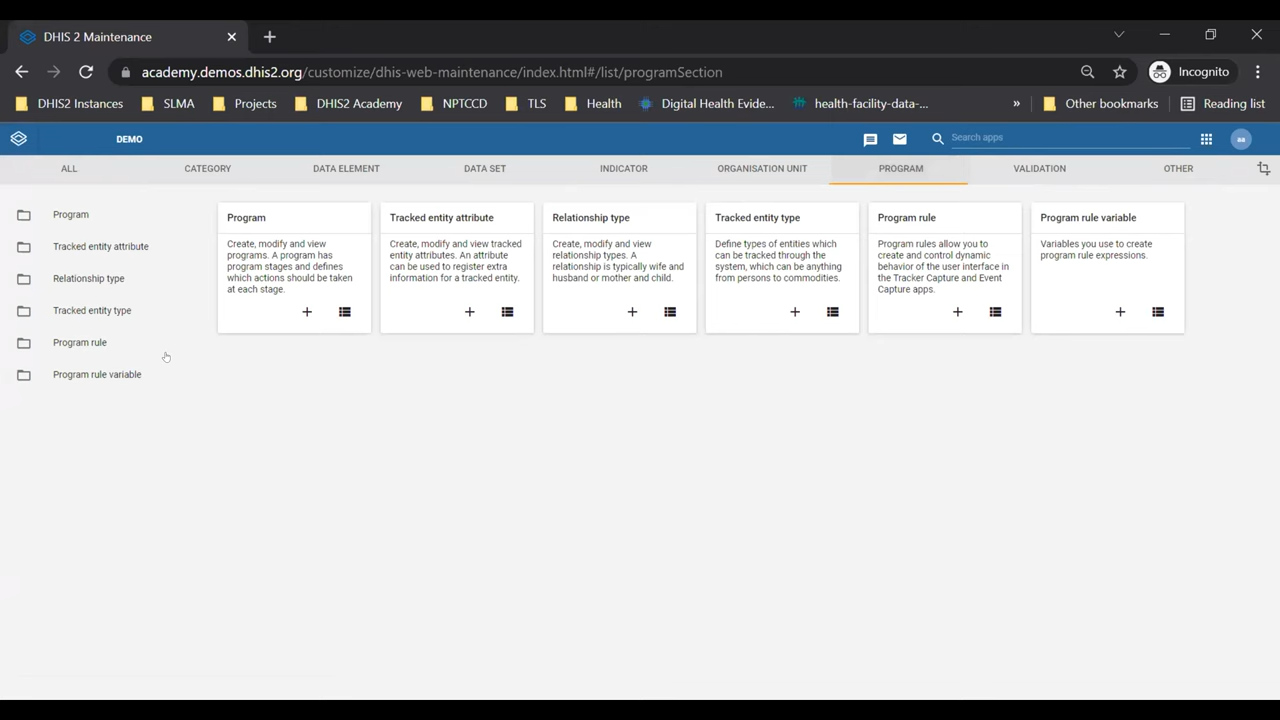 DHIS 2 Maintenance
academy.demos.dhis2.org/customize/dhis-web-maintenance/index.html#/list/programSection
Incognito
DHIS2 Instances
SLMA
Projects
DHIS2 Academy
NPTCCD
TLS
Health
Digital Health Evide...
health-facility-data-...
»
Other bookmarks
Reading list
DEMO
Search apps
aa
ALL
CATEGORY
DATA ELEMENT
DATA SET
INDICATOR
ORGANISATION UNIT
PROGRAM
VALIDATION
OTHER
Program
Tracked entity attribute
Relationship type
Tracked entity type
Program rule
Program rule variable
Program
Create, modify and view
programs. A program has
program stages and defines
which actions should be taken
at each stage.
Tracked entity attribute
Create, modify and view tracked
entity attributes. An attribute
can be used to register extra
information for a tracked entity.
Relationship type
Create, modify and view
relationship types. A
relationship is typically wife and
husband or mother and child.
Tracked entity type
Define types of entities which
can be tracked through the
system, which can be anything
from persons to commodities.
Program rule
Program rules allow you to
create and control dynamic
behavior of the user interface in
the Tracker Capture and Event
Capture apps.
Program rule variable
Variables you use to create
program rule expressions.